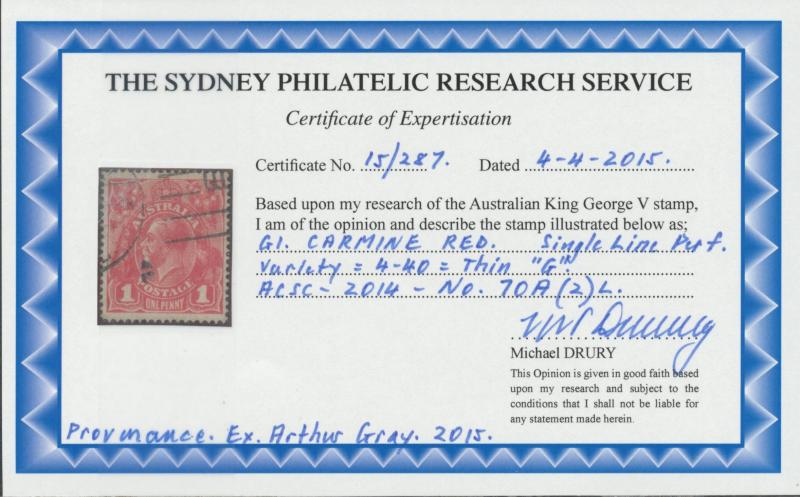 THE SYDNEY PHILATELIC RESEARCH SERVICE
Certificate of Expertisation
Certificate No. 15/287. Dated 4-4-2015.
Based upon my research of the Australian King George V stamp,
I am of the opinion and describe the stamp illustrated below as;
G1. CARMINE RED. Single Line Perf.
Variety = 4-40 = Thin "G".
ACSC - 2014 - No. 70A(2)L.
Michael DRURY
This Opinion is given in good faith based
upon my research and subject to the
conditions that I shall not be liable for
any statement made herein.
Provenance. Ex. Arthur Gray. 2015.
AUSTRALIA
POSTAGE
1 ONE PENNY 1